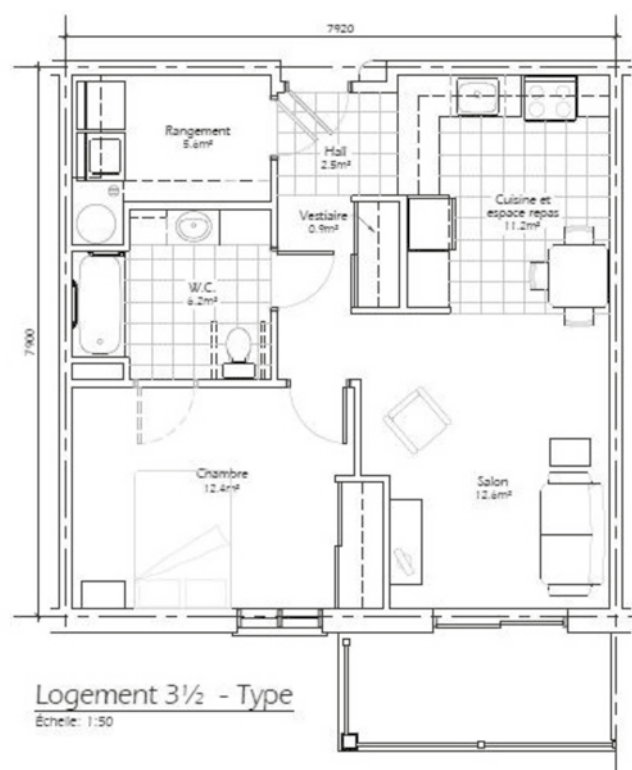 7920
Rangement
5.6m²
Hall
2.5m²
Cuisine et
espace repas
11.2m²
Vestiaire
0.9m²
W.C.
6.2m²
7900
Chambre
12.4m²
Salon
12.6m²
Logement 3½ - Type
Échelle: 1:50